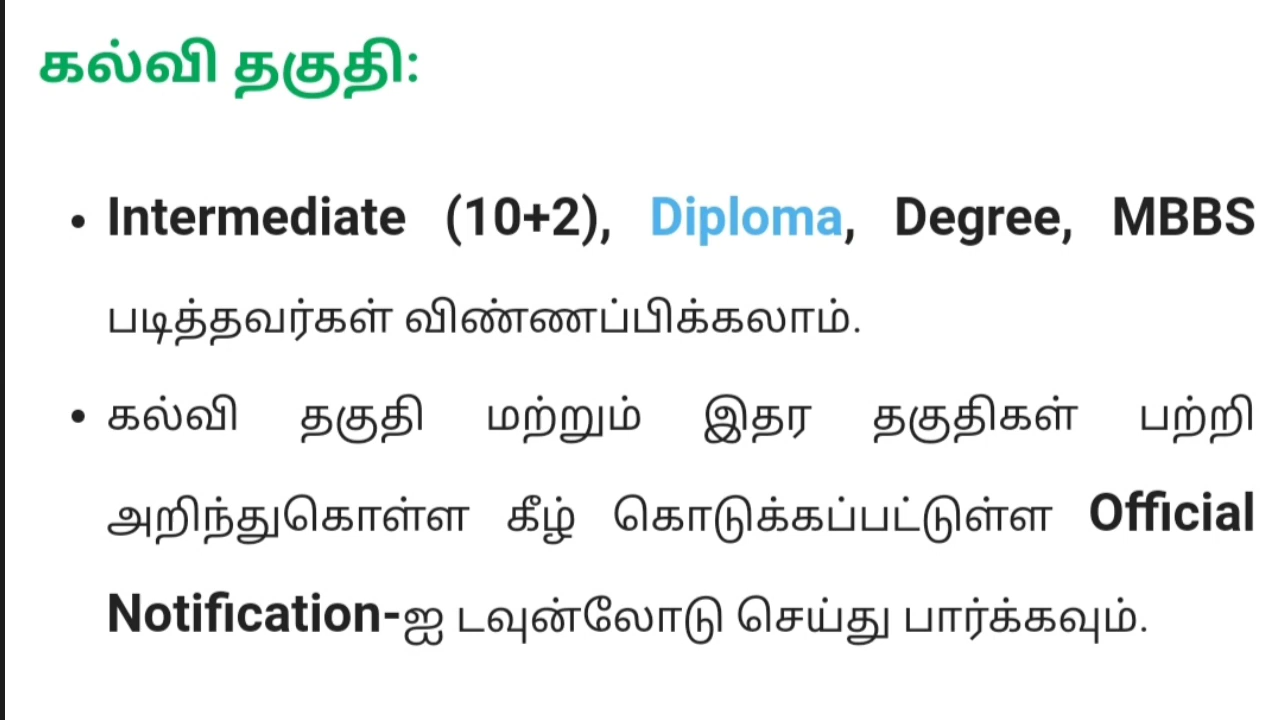 கல்வி தகுதி:
• Intermediate (10+2), Diploma, Degree, MBBS
படித்தவர்கள் விண்ணப்பிக்கலாம்.
• கல்வி தகுதி மற்றும் இதர தகுதிகள் பற்றி
அறிந்துகொள்ள கீழ் கொடுக்கப்பட்டுள்ள Official
Notification-ஐ டவுன்லோடு செய்து பார்க்கவும்.